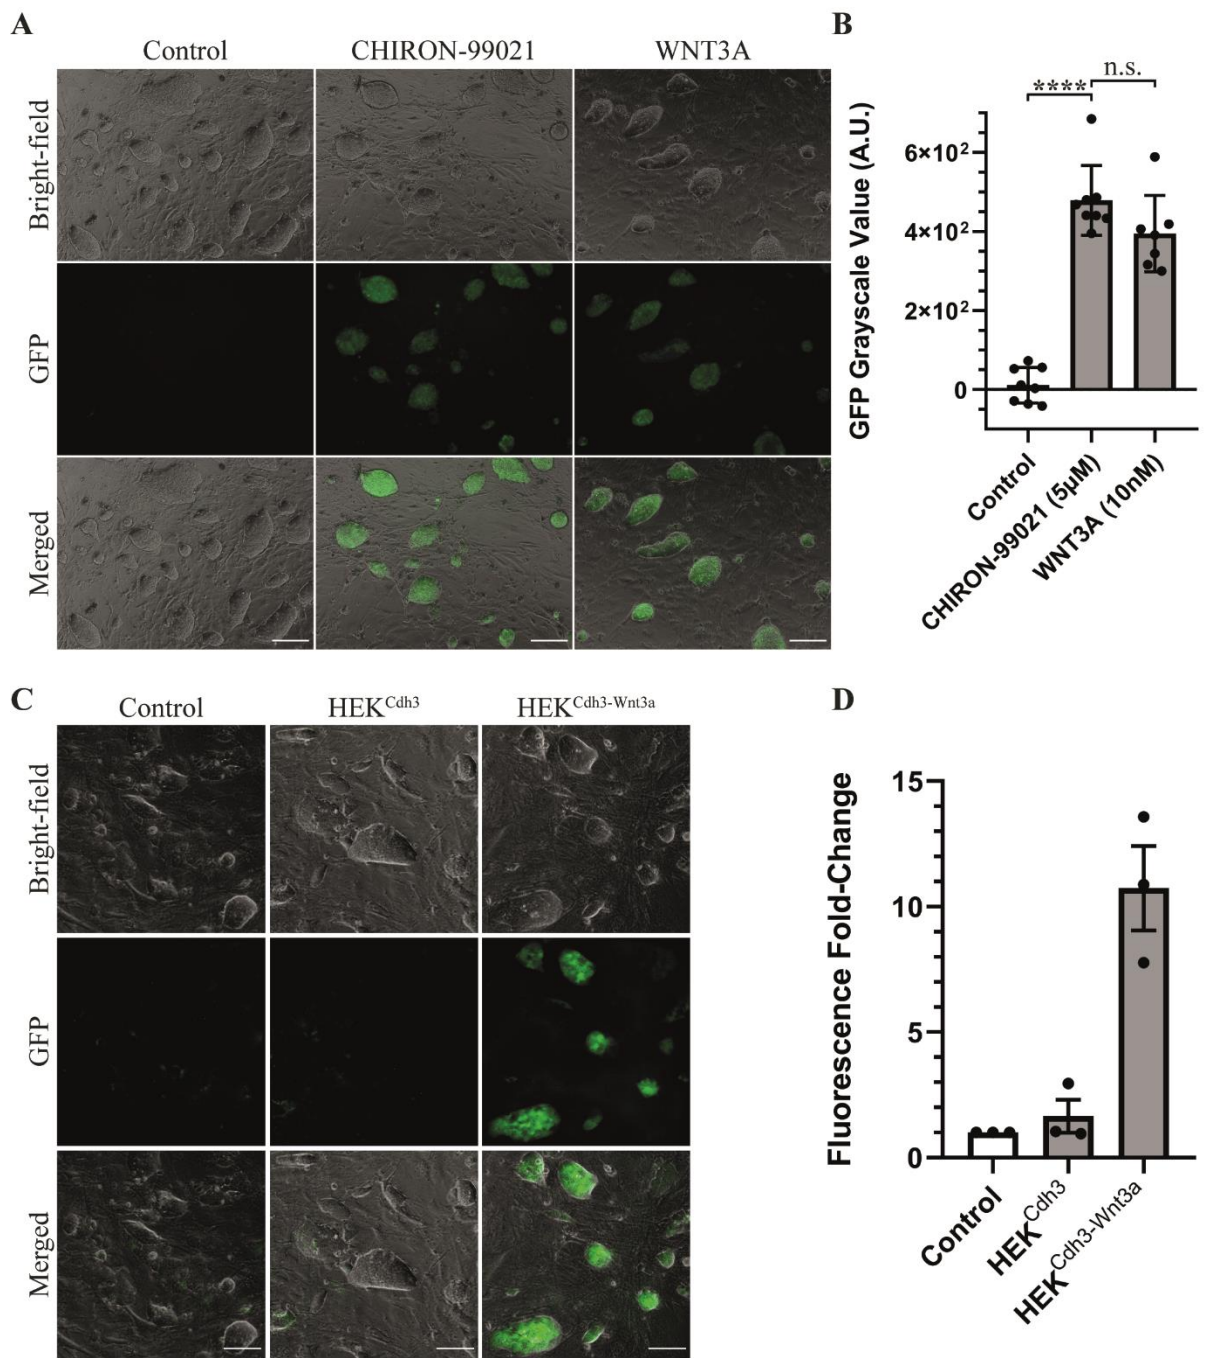 A
Control
CHIRON-99021
WNT3A
Bright-field
GFP
Merged
B
****
n.s.
GFP Grayscale Value (A.U.)
6×10²
4×10²
2×10²
0
Control
CHIRON-99021 (5µM)
WNT3A (10nM)
C
Control
HEK^Cdh3
HEK^Cdh3-Wnt3a
Bright-field
GFP
Merged
D
Fluorescence Fold-Change
15
10
5
0
Control
HEK^Cdh3
HEK^Cdh3-Wnt3a